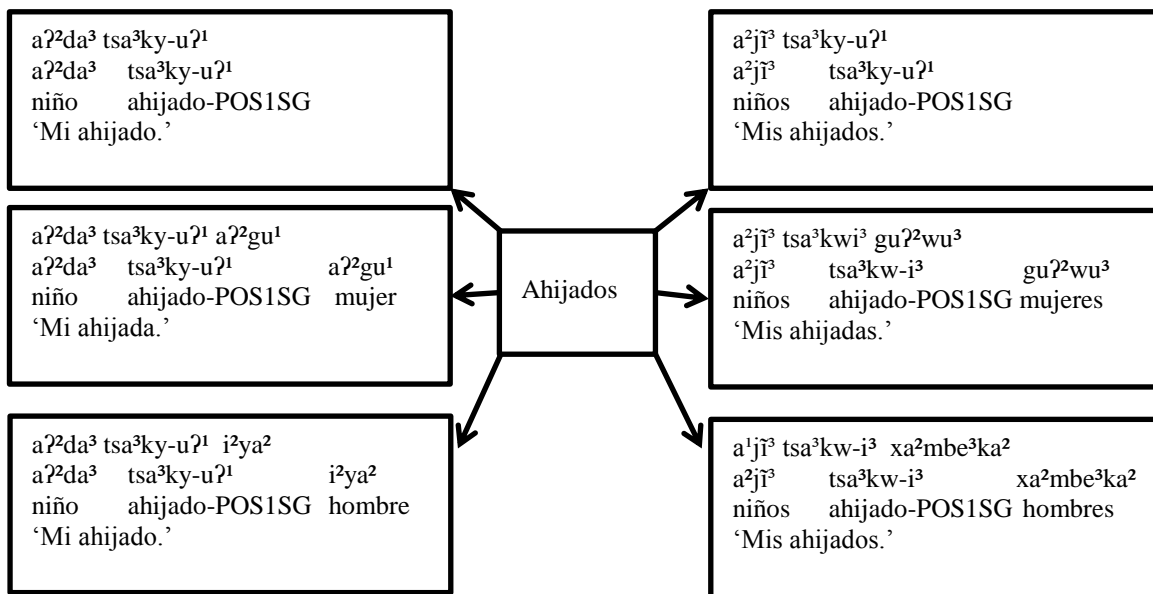 aʔ²da³ tsa³ky-uʔ¹
aʔ²da³ tsa³ky-uʔ¹
niño ahijado-POS1SG
‘Mi ahijado.’
a²jĩ³ tsa³ky-uʔ¹
a²jĩ³ tsa³ky-uʔ¹
niños ahijado-POS1SG
‘Mis ahijados.’
aʔ²da³ tsa³ky-uʔ¹ aʔ²gu¹
aʔ²da³ tsa³ky-uʔ¹ aʔ²gu¹
niño ahijado-POS1SG mujer
‘Mi ahijada.’
Ahijados
a²jĩ³ tsa³kwi³ guʔ²wu³
a²jĩ³ tsa³kw-i³ guʔ²wu³
niños ahijado-POS1SG mujeres
‘Mis ahijadas.’
aʔ²da³ tsa³ky-uʔ¹ i²ya²
aʔ²da³ tsa³ky-uʔ¹ i²ya²
niño ahijado-POS1SG hombre
‘Mi ahijado.’
a¹jĩ³ tsa³kw-i³ xa²mbe³ka²
a²jĩ³ tsa³kw-i³ xa²mbe³ka²
niños ahijado-POS1SG hombres
‘Mis ahijados.’